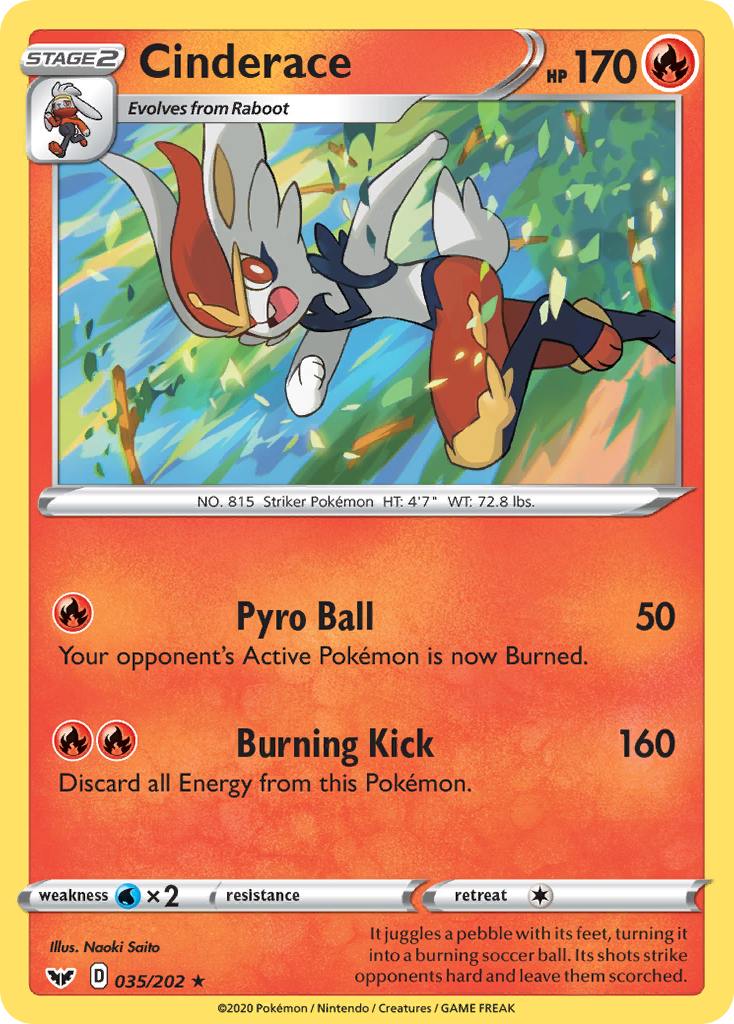 STAGE 2
Cinderace
HP 170
Evolves from Raboot
NO. 815 Striker Pokémon HT: 4'7" WT: 72.8 lbs.
Pyro Ball 50
Your opponent's Active Pokémon is now Burned.
Burning Kick 160
Discard all Energy from this Pokémon.
weakness ×2 resistance retreat
Illus. Naoki Saito
D 035/202 ★
It juggles a pebble with its feet, turning it
into a burning soccer ball. Its shots strike
opponents hard and leave them scorched.
©2020 Pokémon / Nintendo / Creatures / GAME FREAK